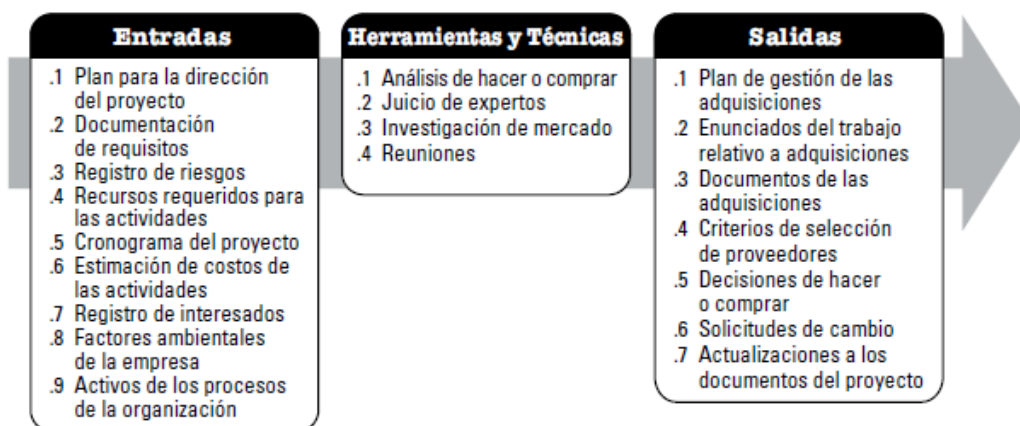 Entradas
.1 Plan para la dirección
del proyecto
.2 Documentación
de requisitos
.3 Registro de riesgos
.4 Recursos requeridos para
las actividades
.5 Cronograma del proyecto
.6 Estimación de costos de
las actividades
.7 Registro de interesados
.8 Factores ambientales
de la empresa
.9 Activos de los procesos
de la organización
Herramientas y Técnicas
.1 Análisis de hacer o comprar
.2 Juicio de expertos
.3 Investigación de mercado
.4 Reuniones
Salidas
.1 Plan de gestión de las
adquisiciones
.2 Enunciados del trabajo
relativo a adquisiciones
.3 Documentos de las
adquisiciones
.4 Criterios de selección
de proveedores
.5 Decisiones de hacer
o comprar
.6 Solicitudes de cambio
.7 Actualizaciones a los
documentos del proyecto